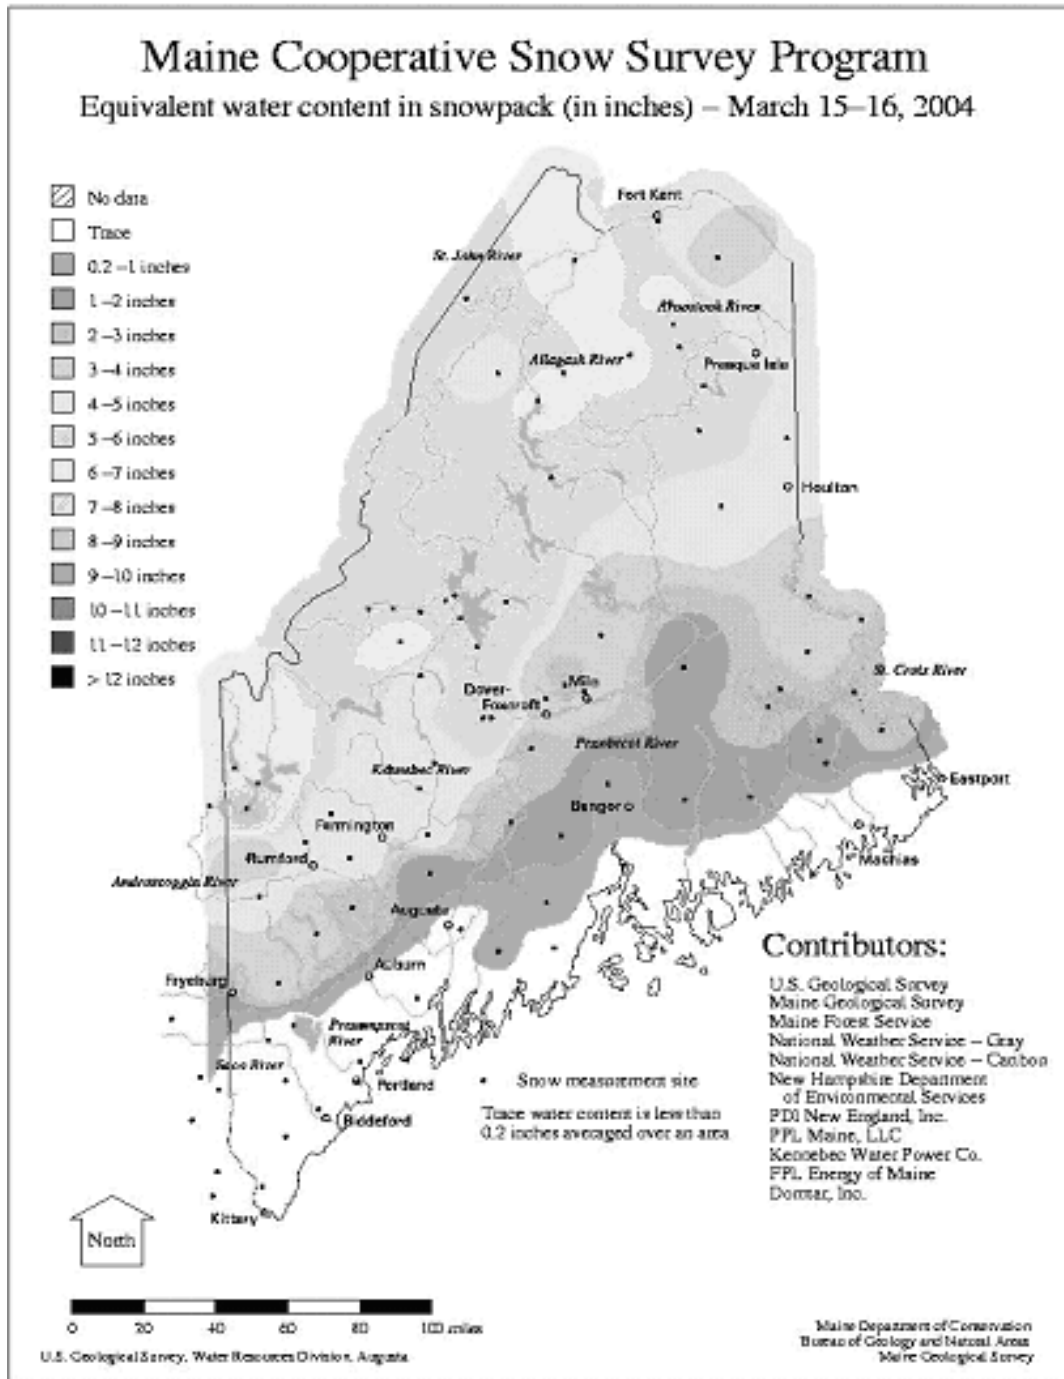 Maine Cooperative Snow Survey Program
Equivalent water content in snowpack (in inches) – March 15–16, 2004
No data
Trace
0.2 –1 inches
1 –2 inches
2 –3 inches
3 –4 inches
4 –5 inches
5 –6 inches
6 –7 inches
7 –8 inches
8 –9 inches
9 –10 inches
10 –11 inches
11 –12 inches
> 12 inches
Fort Kent
St. John River
Aroostook River
Allagash River
Presque Isle
Houlton
St. Croix River
Milo
Dover-
Foxcroft
Penobscot River
Kennebec River
Eastport
Bangor
Farmington
Rumford
Machias
Androscoggin River
Augusta
Auburn
Fryeburg
Presumpscot
River
Saco River
Portland
Biddeford
Kittery
Snow measurement site
Trace water content is less than
0.2 inches averaged over an area
Contributors:
U.S. Geological Survey
Maine Geological Survey
Maine Forest Service
National Weather Service – Gray
National Weather Service – Caribou
New Hampshire Department
of Environmental Services
PDI New England, Inc.
PPL Maine, LLC
Kennebec Water Power Co.
FPL Energy of Maine
Domtar, Inc.
North
0 20 40 60 80 100 miles
U.S. Geological Survey, Water Resources Division, Augusta
Maine Department of Conservation
Bureau of Geology and Natural Areas
Maine Geological Survey